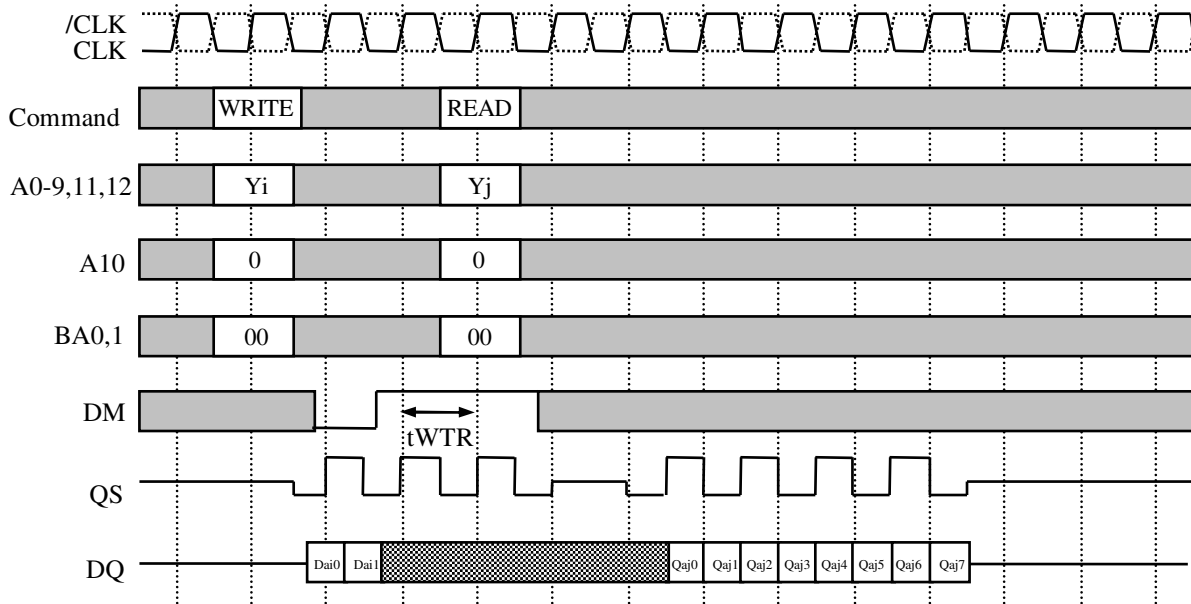 /CLK
CLK
Command WRITE READ
A0-9,11,12 Yi Yj
A10 0 0
BA0,1 00 00
DM
tWTR
QS
DQ Dai0 Dai1 Qaj0 Qaj1 Qaj2 Qaj3 Qaj4 Qaj5 Qaj6 Qaj7